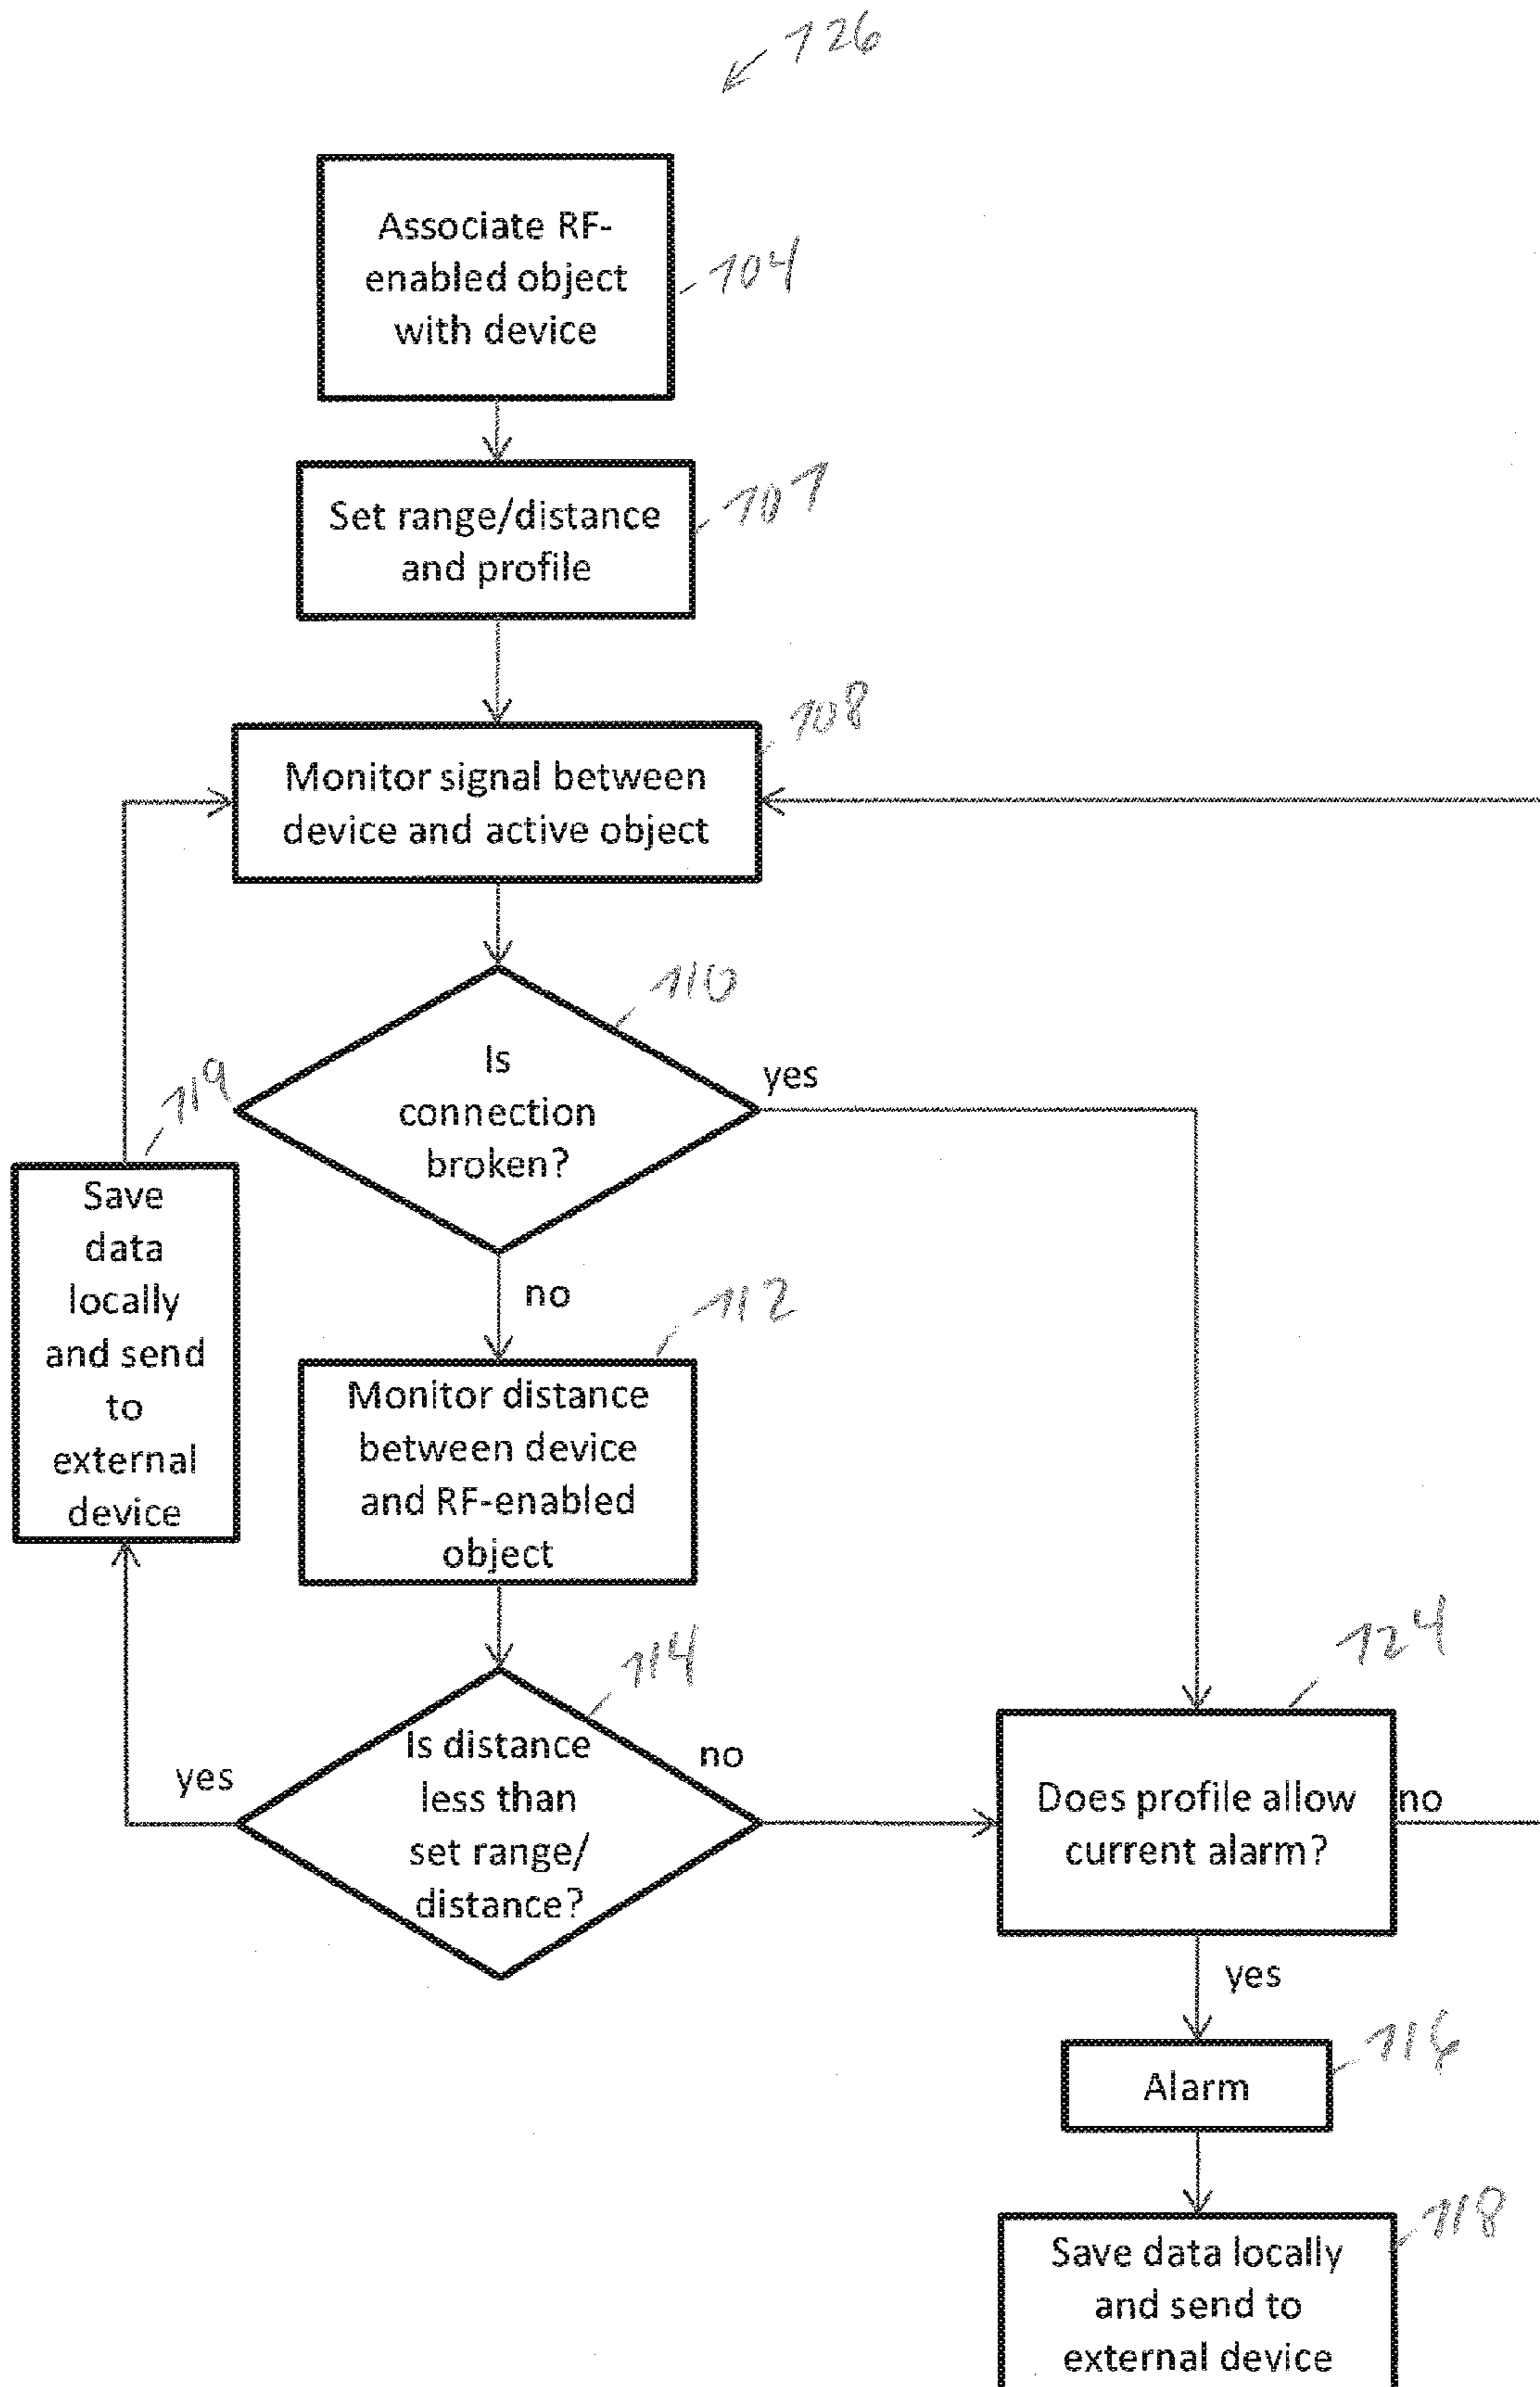 126
Associate RF-
enabled object
with device
104
Set range/distance
and profile
107
Monitor signal between
device and active object
108
110
Is
connection
broken?
yes
no
119
Save
data
locally
and send
to
external
device
112
Monitor distance
between device
and RF-enabled
object
114
Is distance
less than
set range/
distance?
yes
no
124
Does profile allow
current alarm?
no
yes
Alarm
116
118
Save data locally
and send to
external device